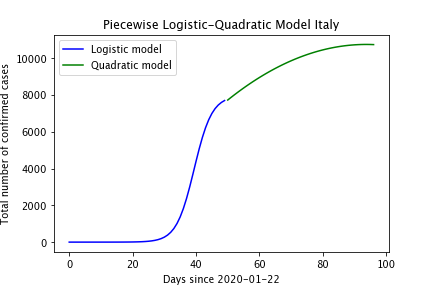 Piecewise Logistic-Quadratic Model Italy
Logistic model
Quadratic model
Total number of confirmed cases
10000
8000
6000
4000
2000
0
0 20 40 60 80 100
Days since 2020-01-22